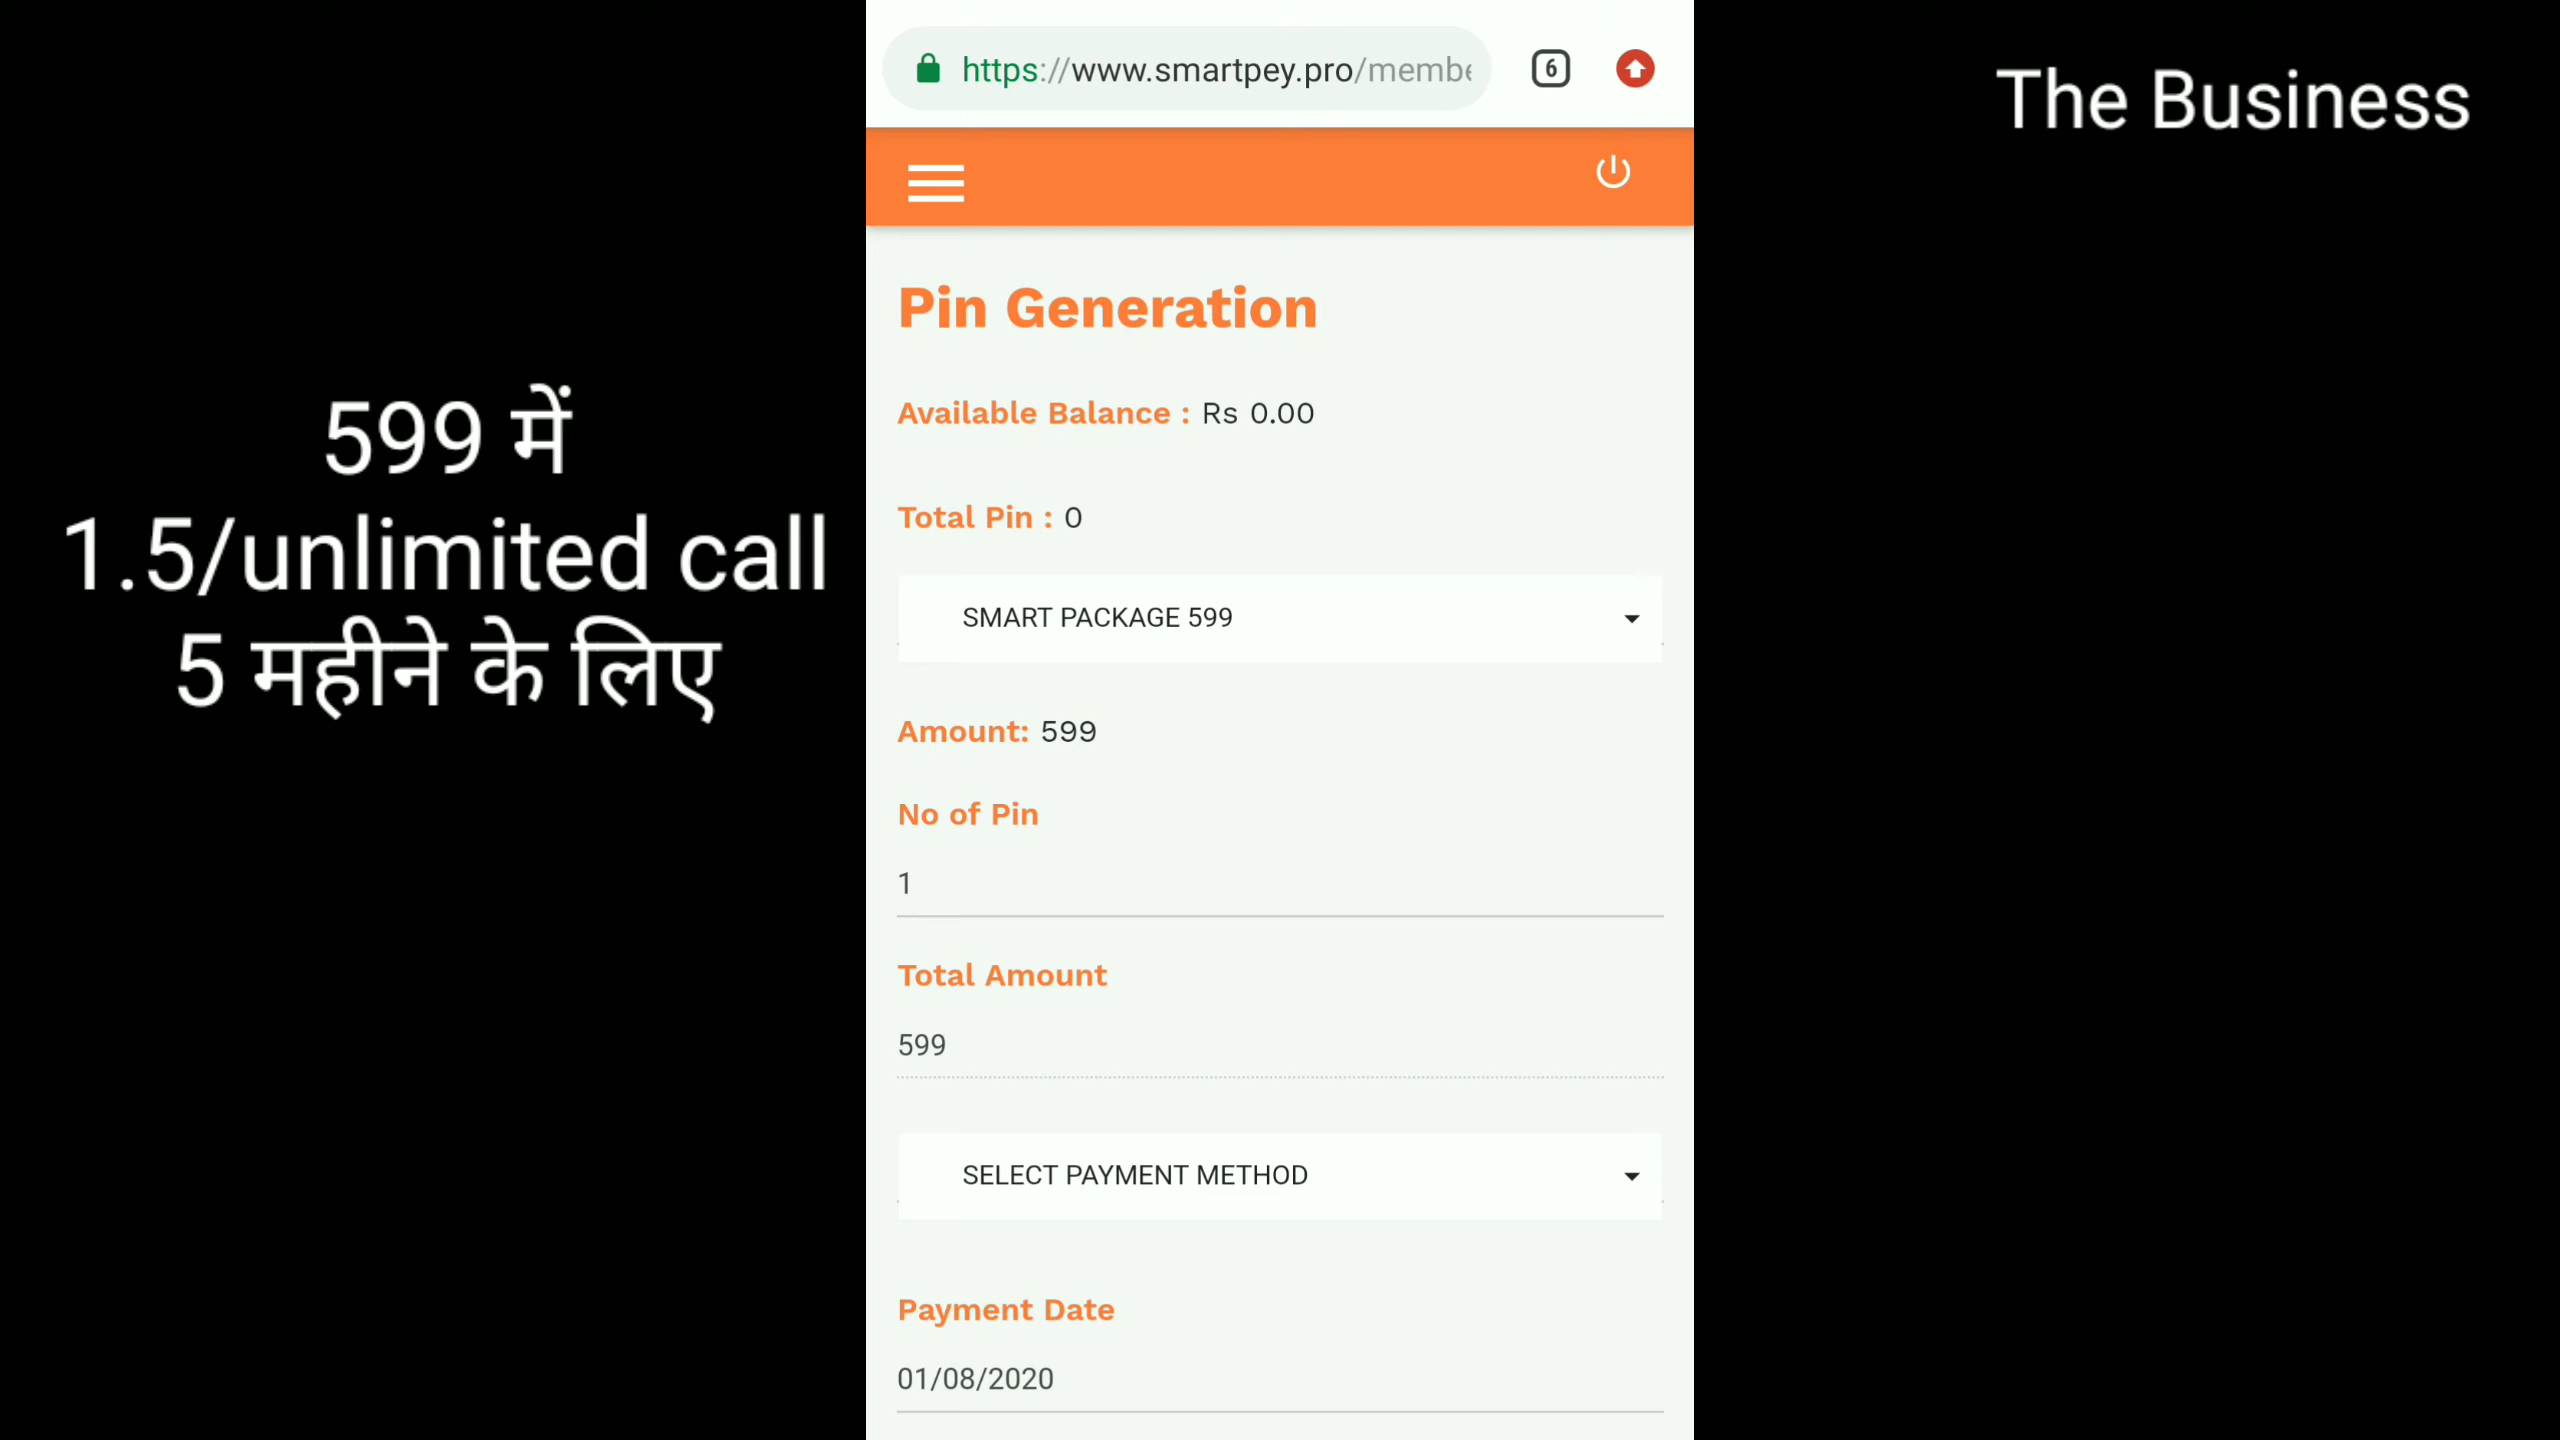 599 में
1.5/unlimited call
5 महीने के लिए
https://www.smartpey.pro/membe
6
Pin Generation
Available Balance : Rs 0.00
Total Pin : 0
SMART PACKAGE 599
Amount: 599
No of Pin
1
Total Amount
599
SELECT PAYMENT METHOD
Payment Date
01/08/2020
The Business